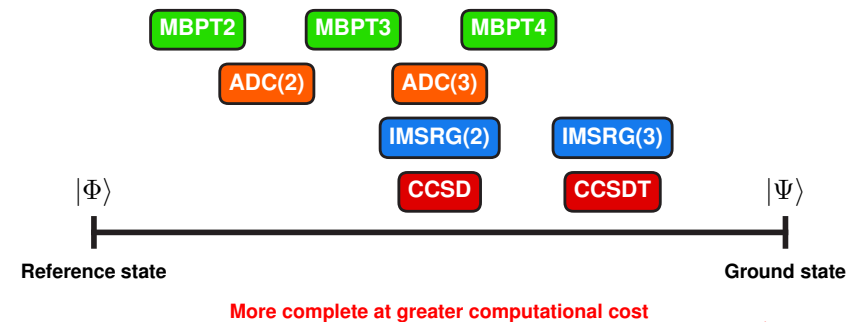 MBPT2 MBPT3 MBPT4
ADC(2) ADC(3)
IMSRG(2) IMSRG(3)
|Φ⟩ CCSD CCSDT |Ψ⟩
Reference state Ground state
More complete at greater computational cost